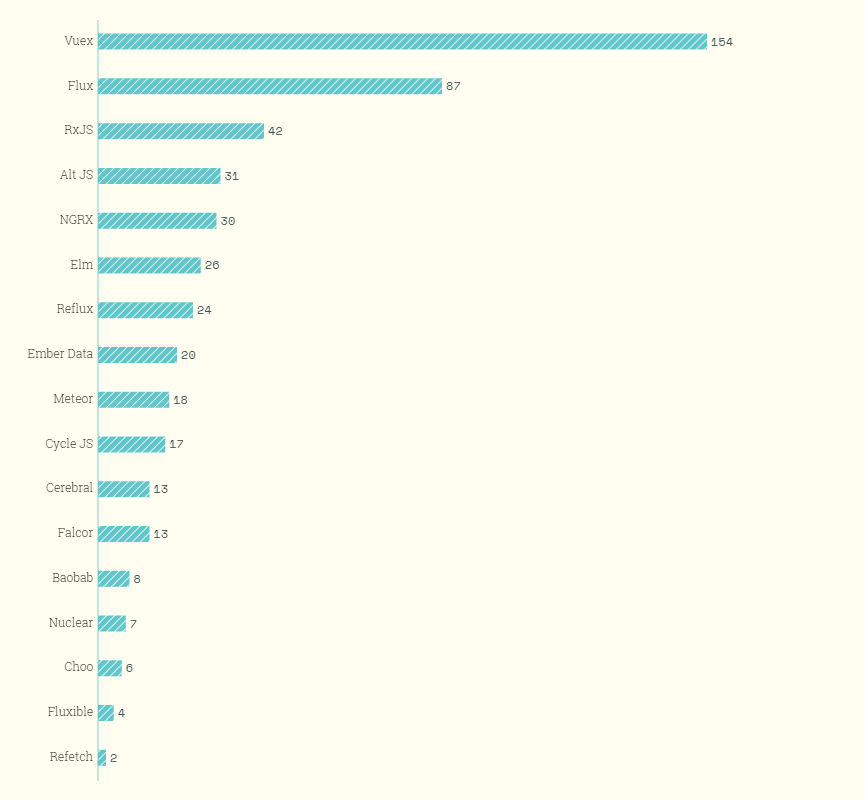 Vuex 154
Flux 87
RxJS 42
Alt JS 31
NGRX 30
Elm 26
Reflux 24
Ember Data 20
Meteor 18
Cycle JS 17
Cerebral 13
Falcor 13
Baobab 8
Nuclear 7
Choo 6
Fluxible 4
Refetch 2